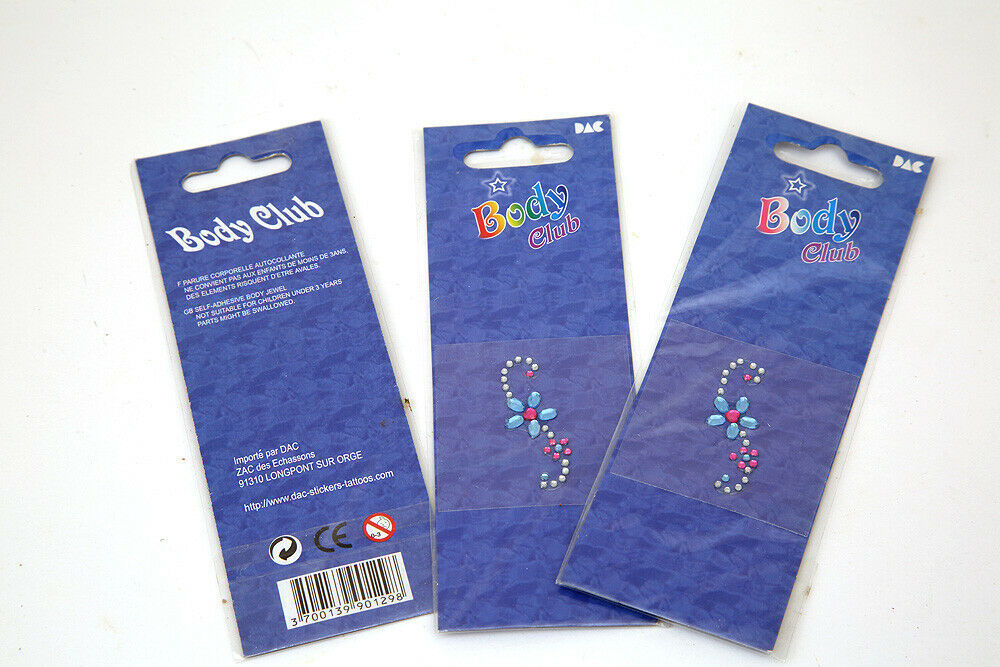 Body Club
F PARURE CORPORELLE AUTOCOLLANTE
NE CONVIENT PAS AUX ENFANTS DE MOINS DE 3ANS,
DES ELEMENTS RISQUENT D'ETRE AVALES.
GB SELF-ADHESIVE BODY JEWEL
NOT SUITABLE FOR CHILDREN UNDER 3 YEARS
PARTS MIGHT BE SWALLOWED.
Importé par DAC
ZAC des Echassons
91310 LONGPONT SUR ORGE
http://www.dac-stickers-tattoos.com
CE
0-3
3 700139 901298
DAC
Body
Club
DAC
Body
Club